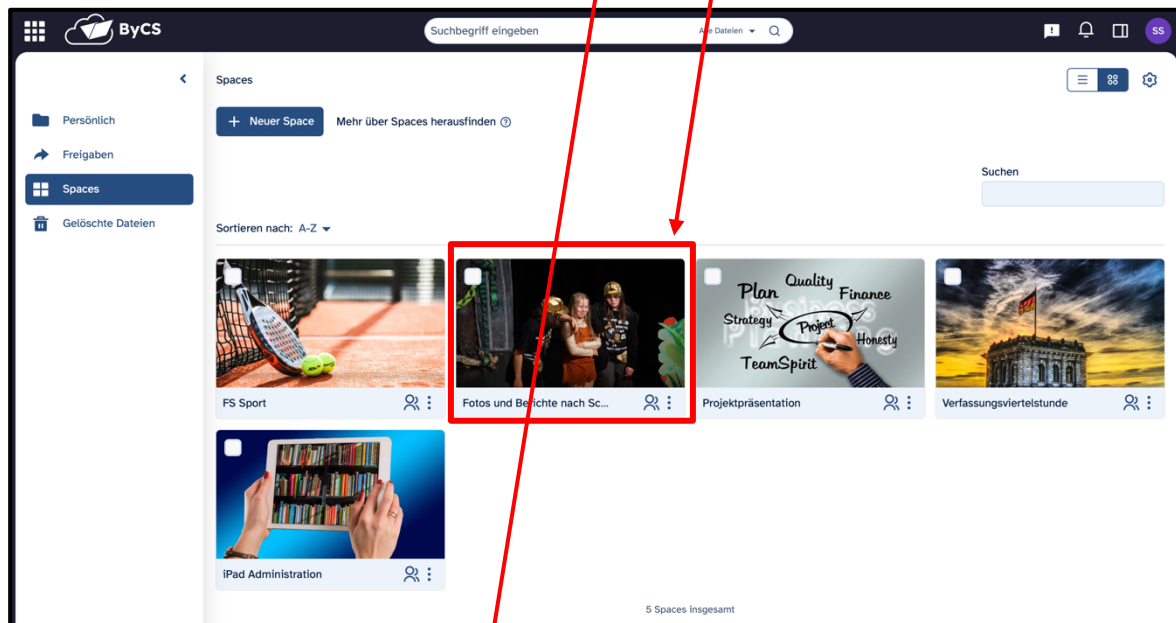 ByCS
Suchbegriff eingeben
Alle Dateien
SS
Spaces
+ Neuer Space
Mehr über Spaces herausfinden
Persönlich
Freigaben
Spaces
Gelöschte Dateien
Suchen
Sortieren nach: A-Z
Plan
Quality
Finance
Strategy
Project
Honesty
TeamSpirit
FS Sport
Fotos und Berichte nach Sc...
Projektpräsentation
Verfassungsviertelstunde
iPad Administration
5 Spaces insgesamt